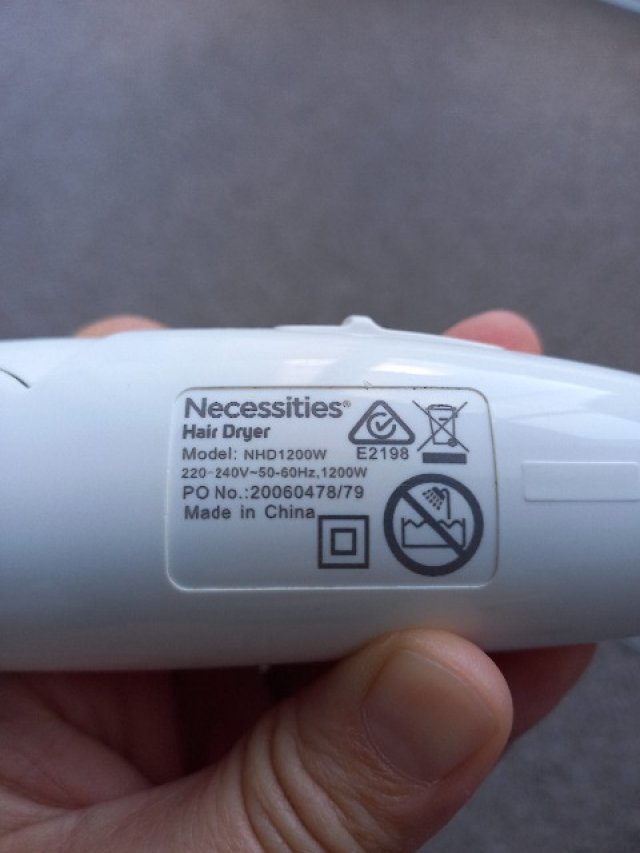 Necessities®
Hair Dryer
Model: NHD1200W
E2198
220-240V~50-60Hz,1200W
PO No.:20060478/79
Made in China